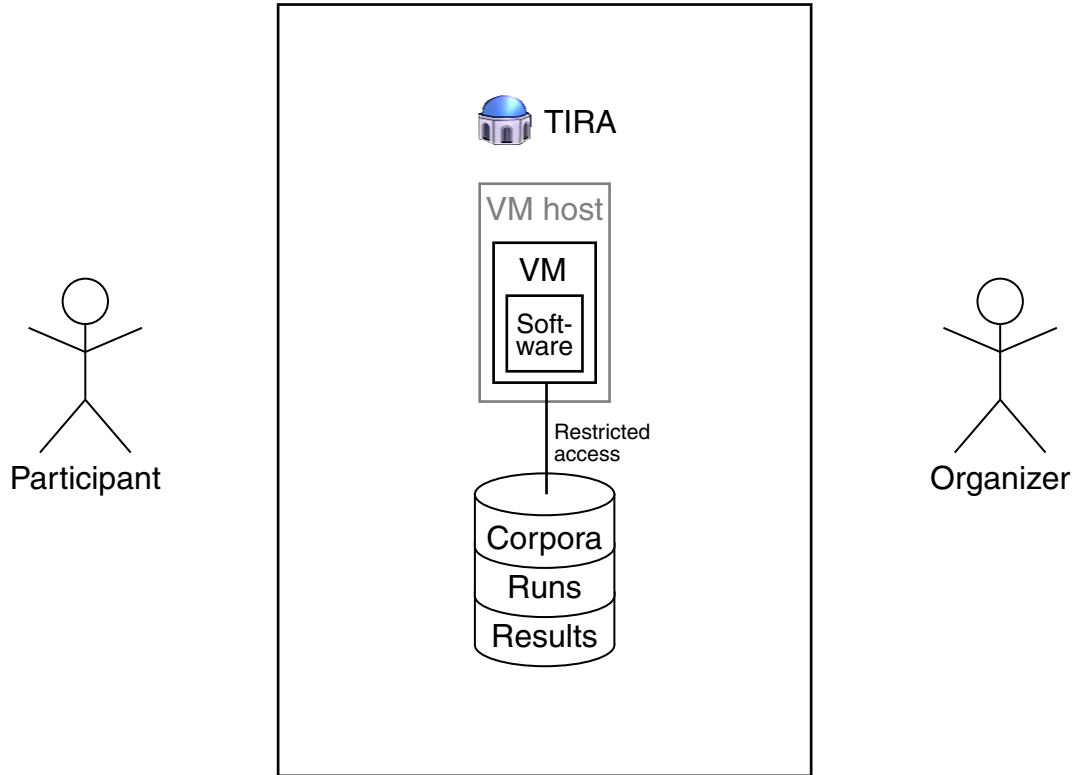 TIRA
VM host
VM
Soft-
ware
Restricted
access
Participant
Organizer
Corpora
Runs
Results